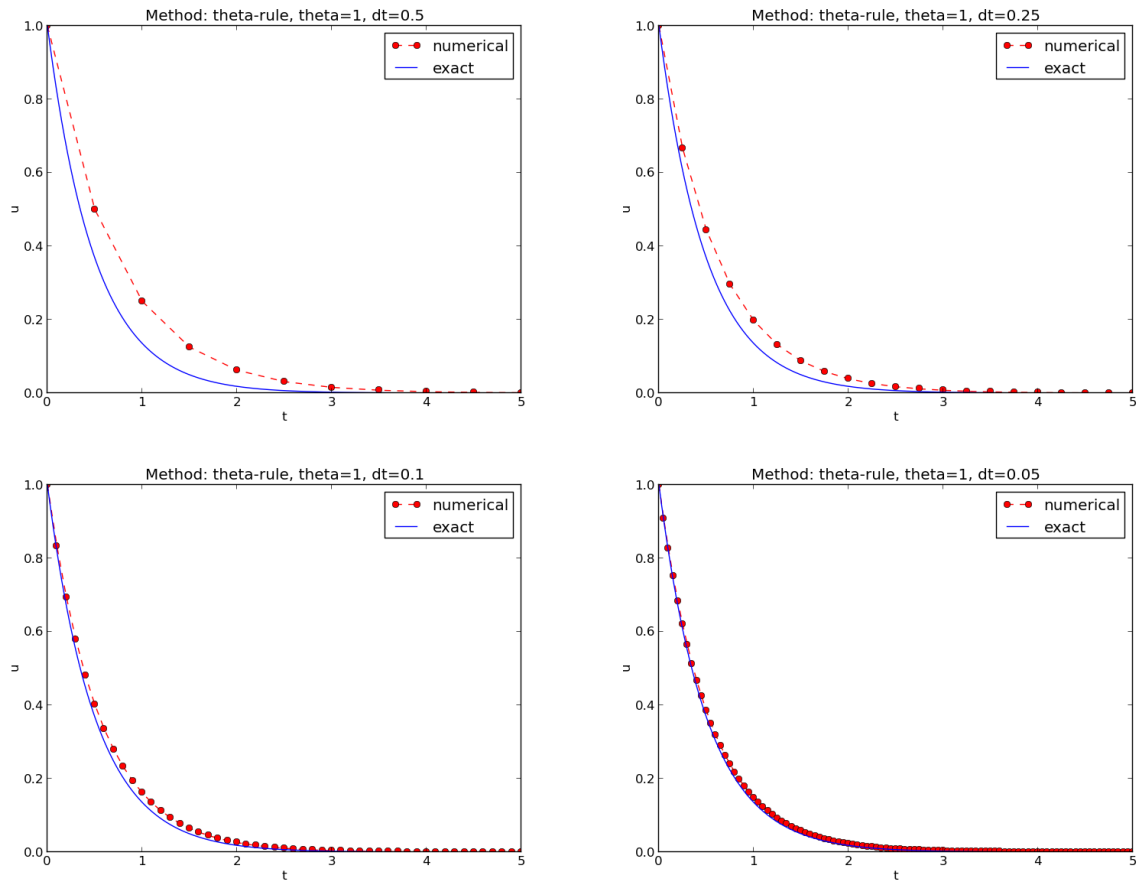 Method: theta-rule, theta=1, dt=0.5
1.0
0.8
0.6
0.4
0.2
0.0
u
numerical
exact
0
1
2
3
4
5
t
Method: theta-rule, theta=1, dt=0.25
1.0
0.8
0.6
0.4
0.2
0.0
u
numerical
exact
0
1
2
3
4
5
t
Method: theta-rule, theta=1, dt=0.1
1.0
0.8
0.6
0.4
0.2
0.0
u
numerical
exact
0
1
2
3
4
5
t
Method: theta-rule, theta=1, dt=0.05
1.0
0.8
0.6
0.4
0.2
0.0
u
numerical
exact
0
1
2
3
4
5
t